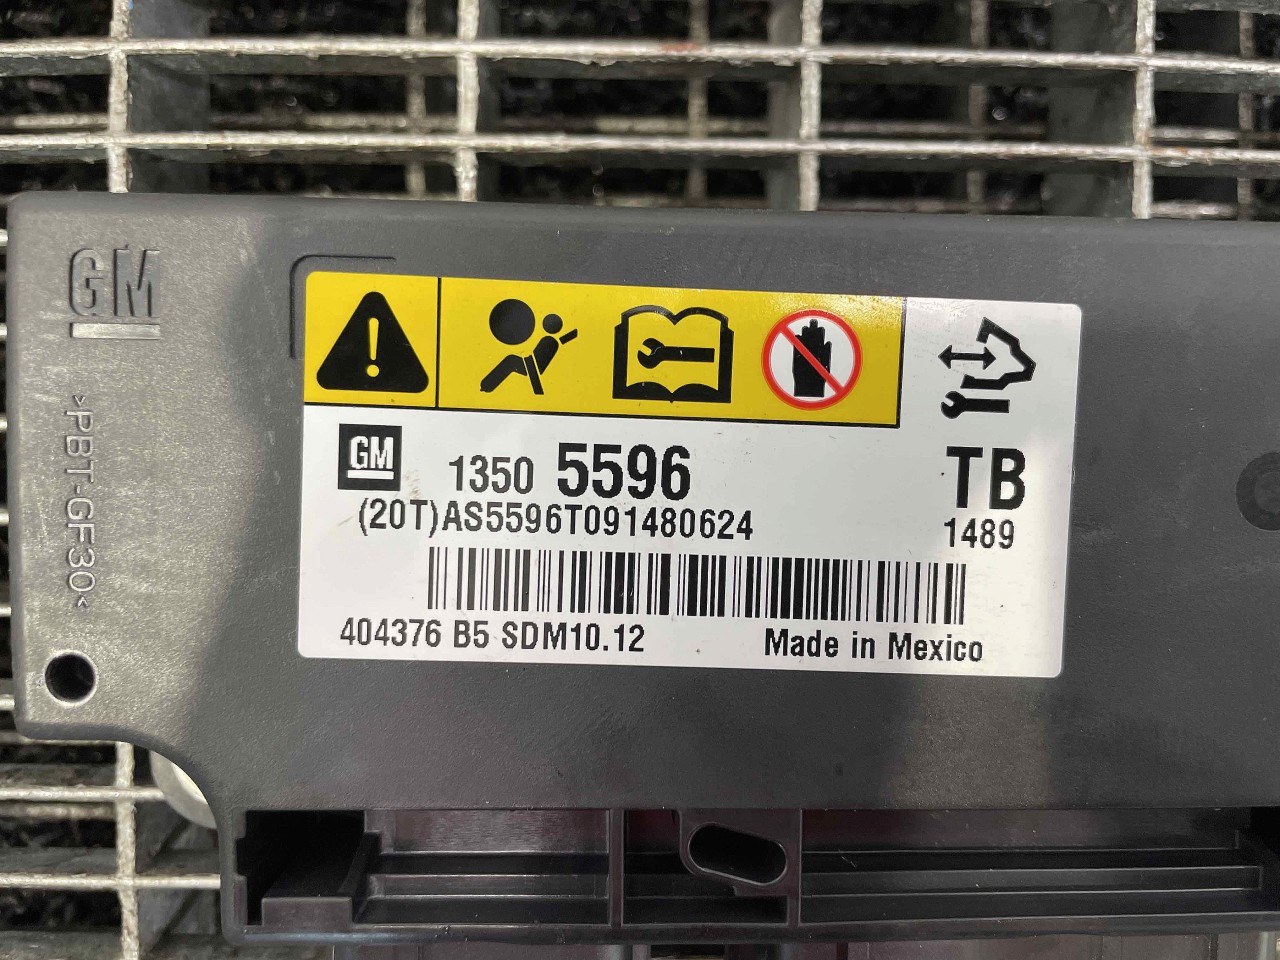 GM
>PBT-GF30<
GM 1350 5596 TB
(20T)AS5596T091480624 1489
404376 B5 SDM10.12 Made in Mexico